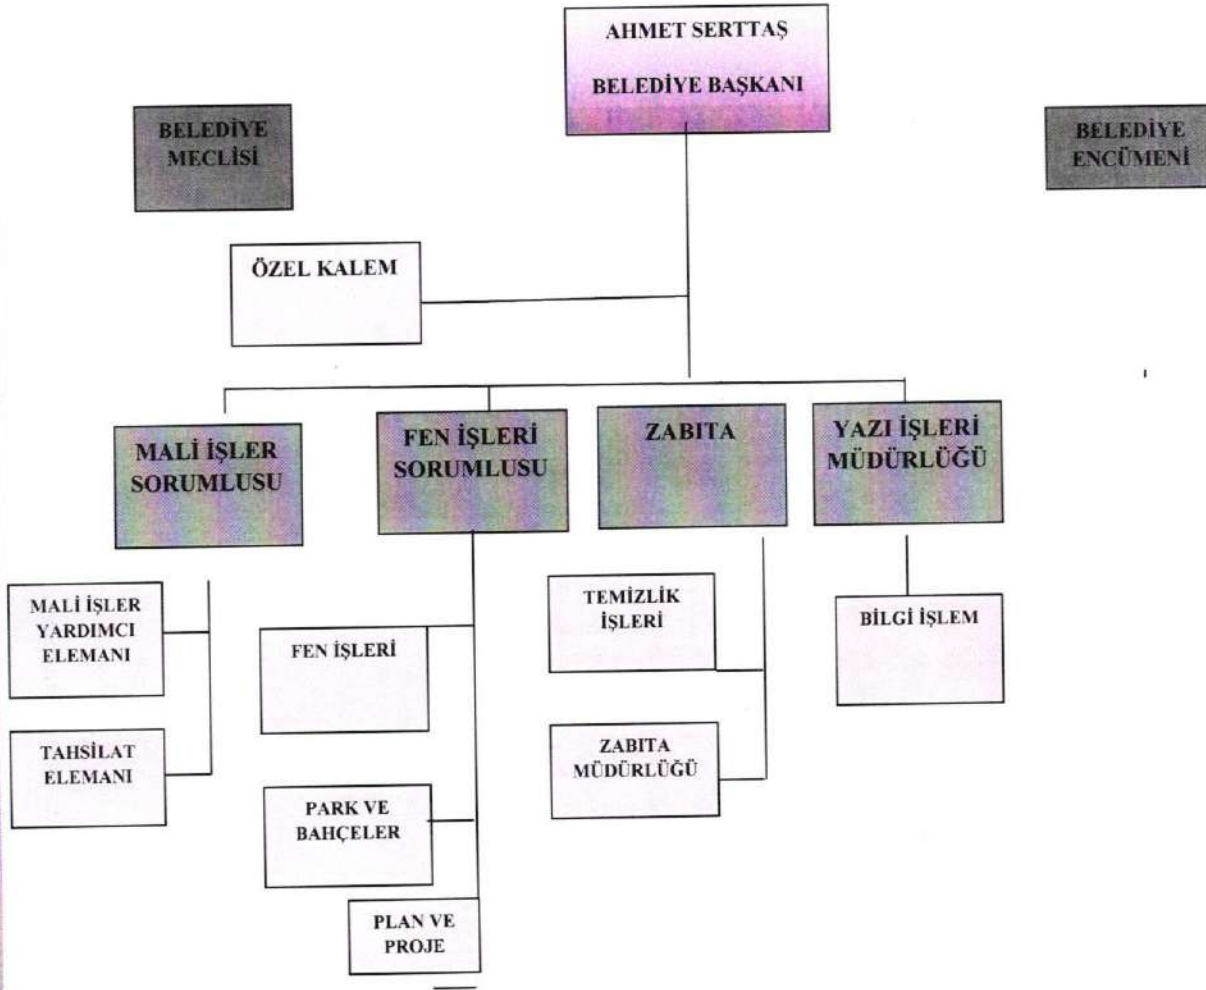 AHMET SERTTAŞ
BELEDİYE BAŞKANI
BELEDİYE
MECLİSİ
BELEDİYE
ENCÜMENİ
ÖZEL KALEM
MALİ İŞLER
SORUMLUSU
FEN İŞLERİ
SORUMLUSU
ZABITA
YAZI İŞLERİ
MÜDÜRLÜĞÜ
MALİ İŞLER
YARDIMCI
ELEMANI
TAHSİLAT
ELEMANI
FEN İŞLERİ
PARK VE
BAHÇELER
PLAN VE
PROJE
TEMİZLİK
İŞLERİ
ZABITA
MÜDÜRLÜĞÜ
BİLGİ İŞLEM